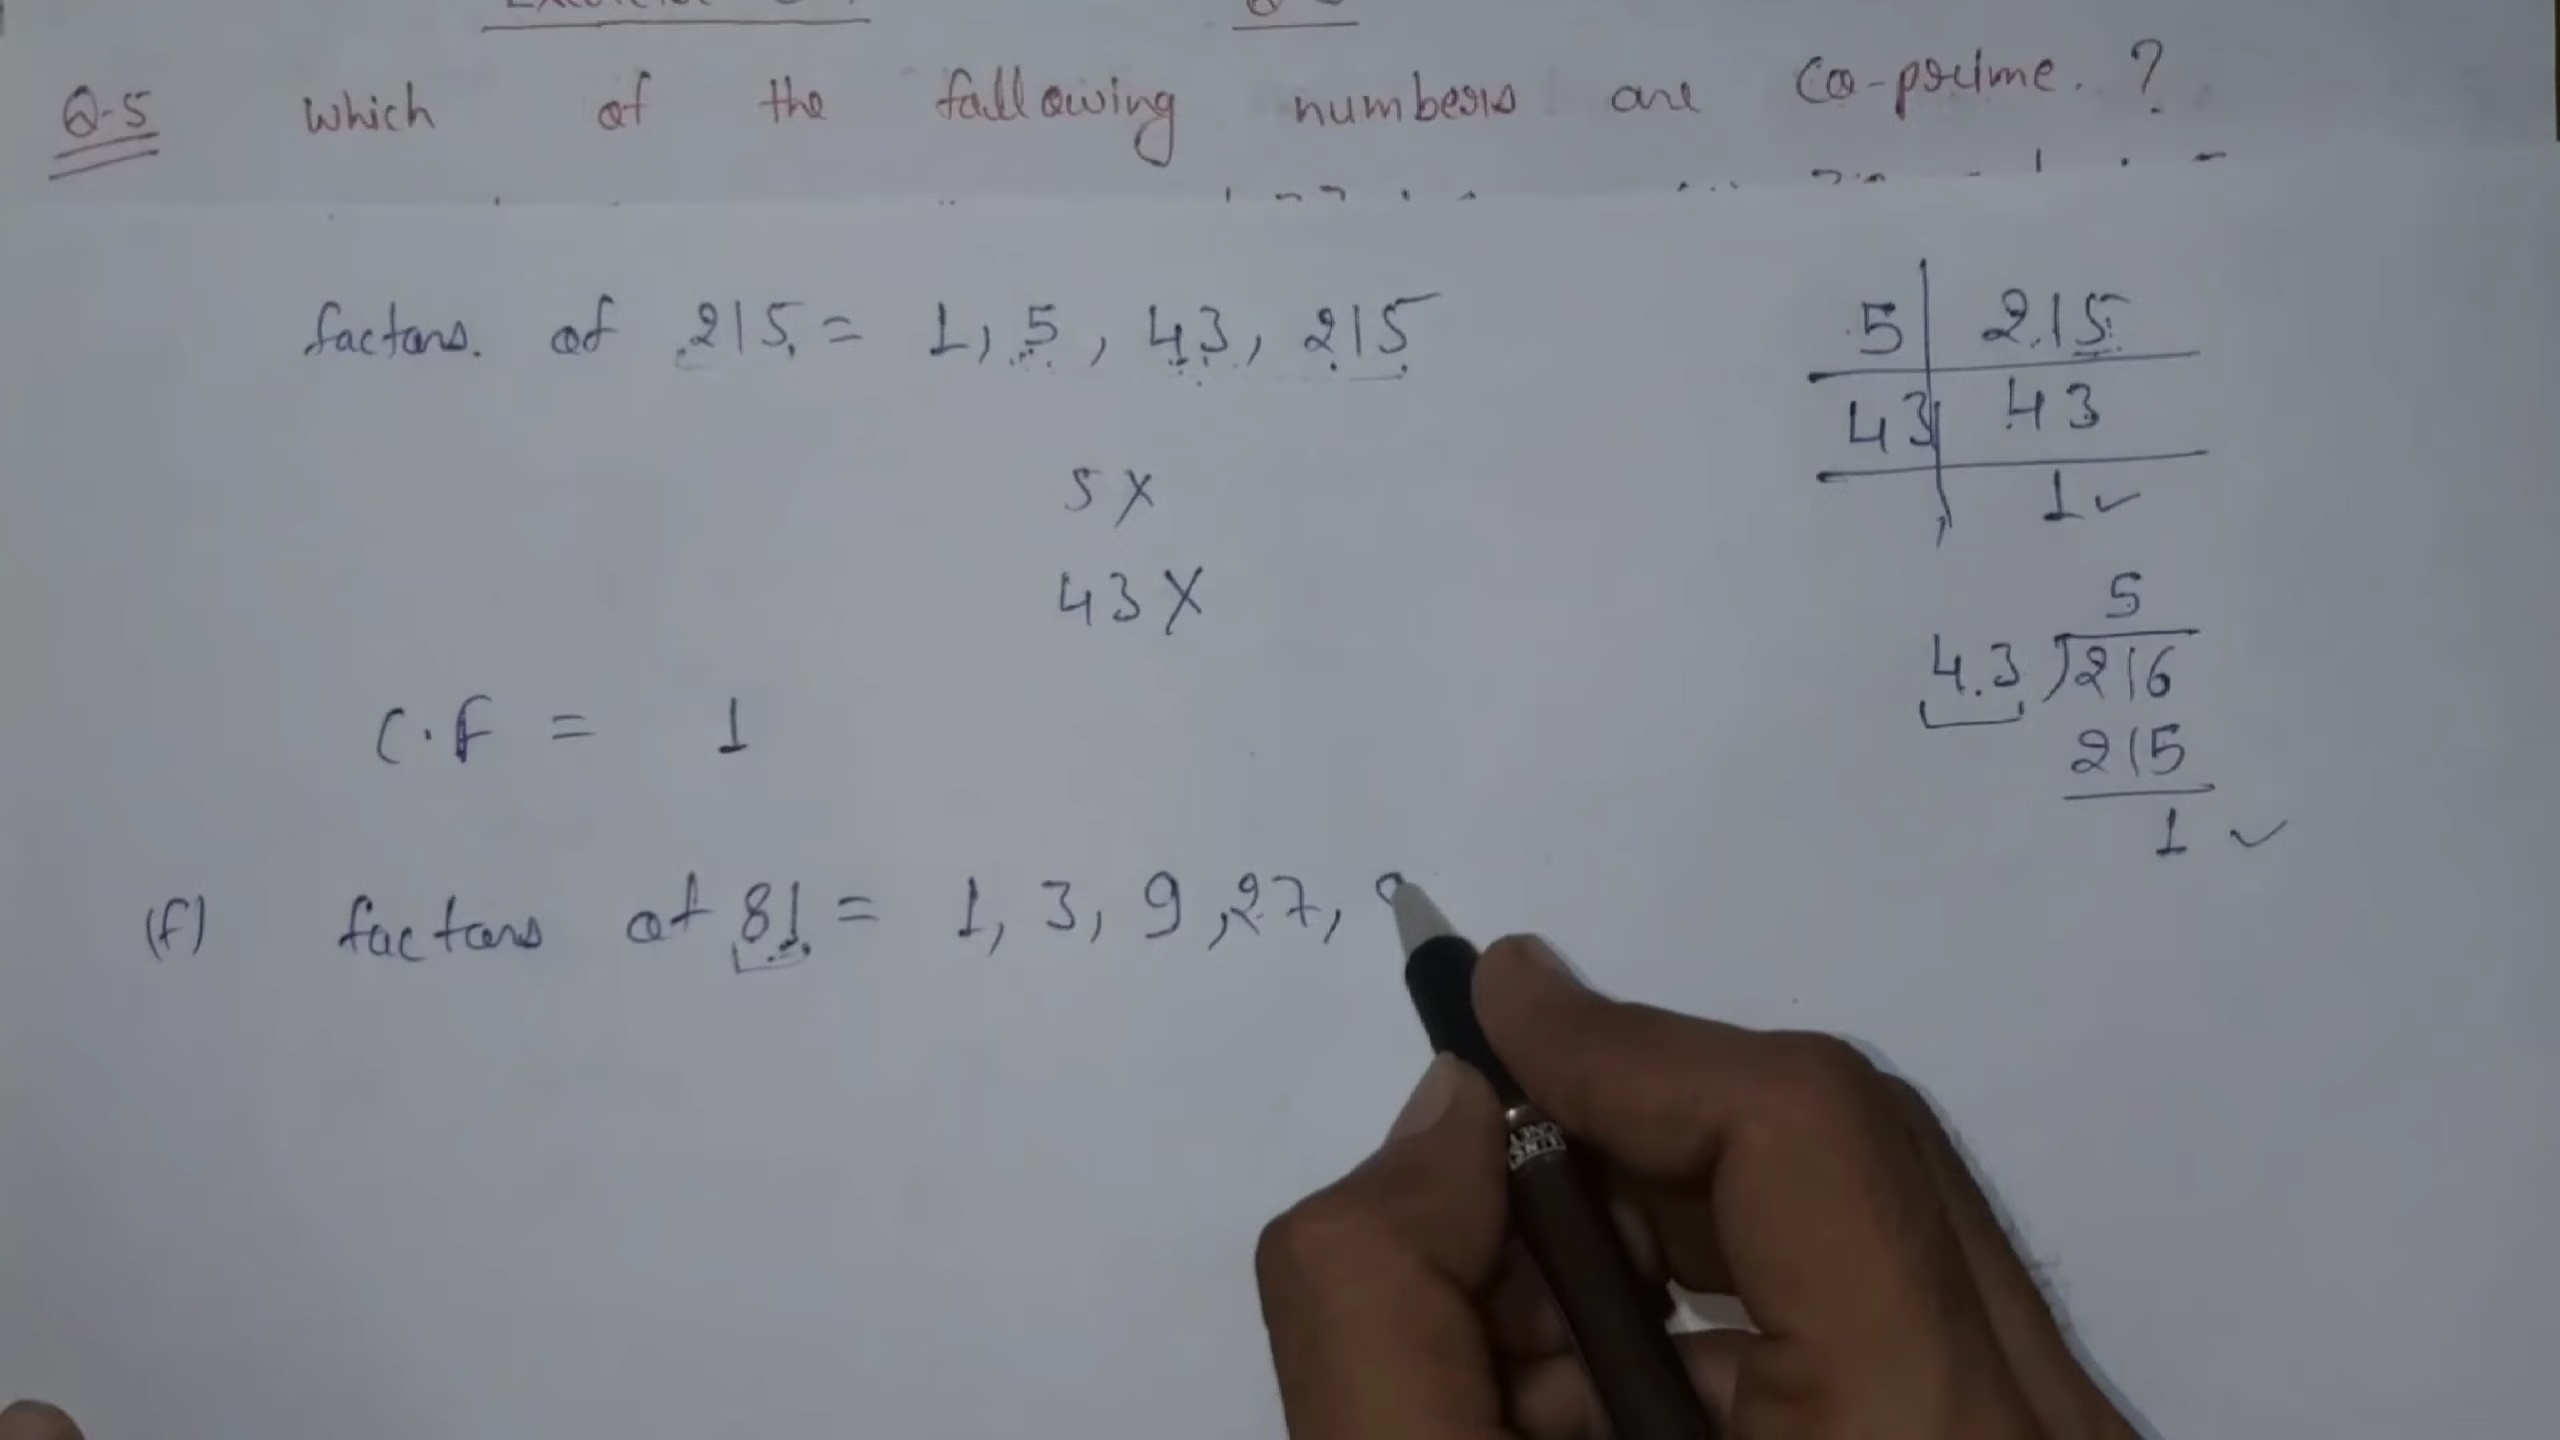 Q-5 which of the fallowing numbers are co-prime. ?
factors. of 215 = 1, 5, 43, 215
5 | 215
43 | 43
1 ✓
5 X
43 X
5
43 ) 216
215
1 ✓
C.F = 1
(f) factors of 81 = 1, 3, 9, 27,